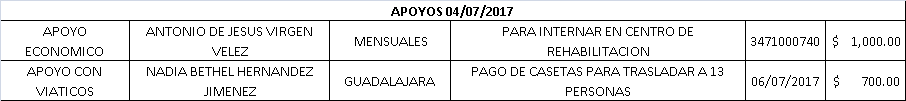 APOYOS 04/07/2017
APOYO ECONOMICO ANTONIO DE JESUS VIRGEN VELEZ MENSUALES PARA INTERNAR EN CENTRO DE REHABILITACION 3471000740 $ 1,000.00
APOYO CON VIATICOS NADIA BETHEL HERNANDEZ JIMENEZ GUADALAJARA PAGO DE CASETAS PARA TRASLADAR A 13 PERSONAS 06/07/2017 $ 700.00